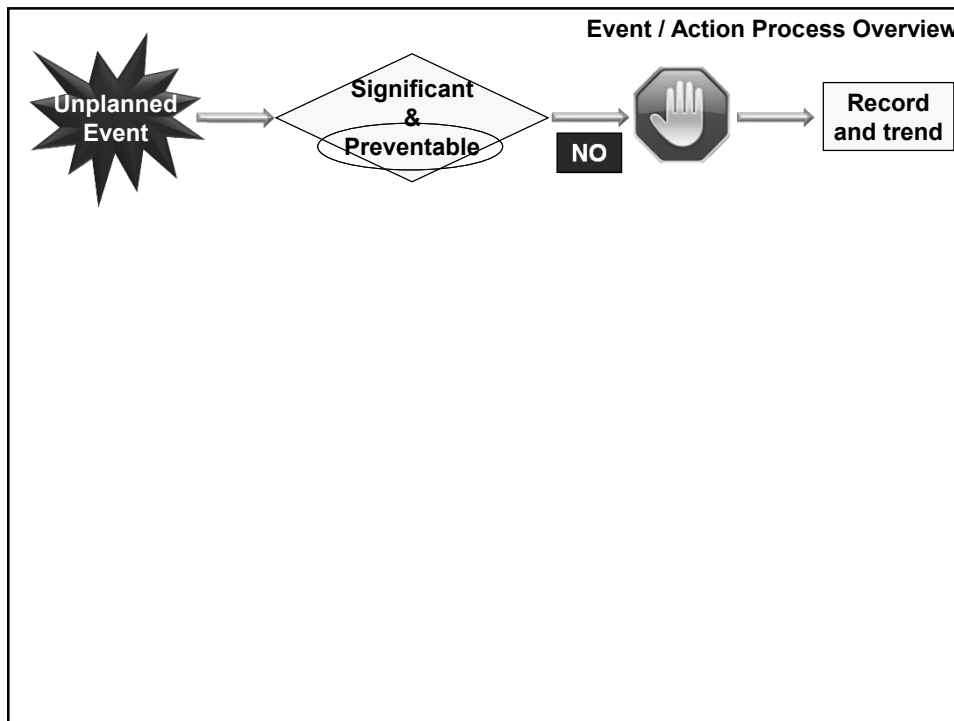 Event / Action Process Overview
Unplanned
Event
Significant
&
Preventable
NO
Record
and trend